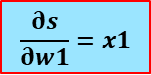 ∂s/∂w1 = x1